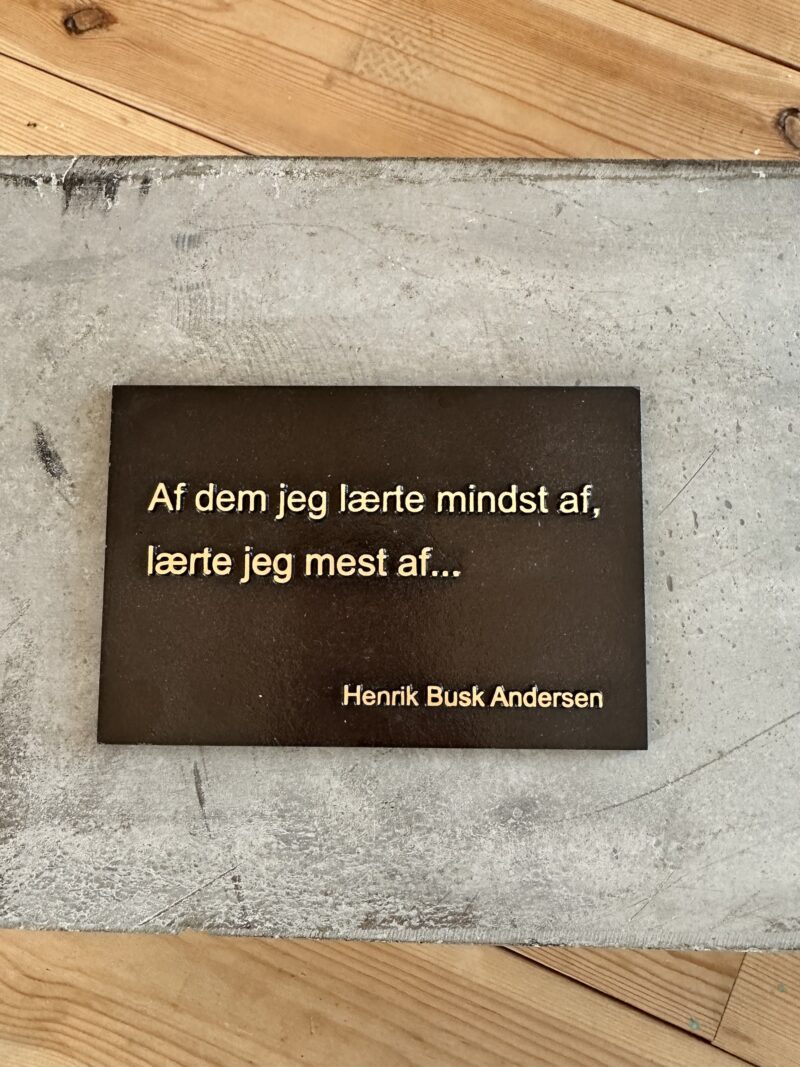 Af dem jeg lærte mindst af,
lærte jeg mest af...
Henrik Busk Andersen